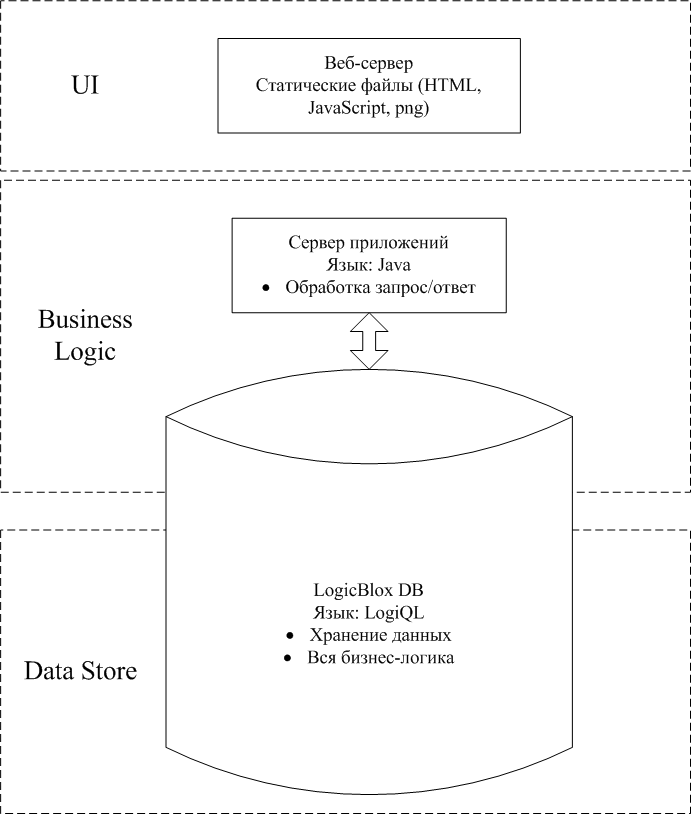 UI
Веб-сервер
Статические файлы (HTML,
JavaScript, png)
Business
Logic
Сервер приложений
Язык: Java
• Обработка запрос/ответ
Data Store
LogicBlox DB
Язык: LogiQL
• Хранение данных
• Вся бизнес-логика